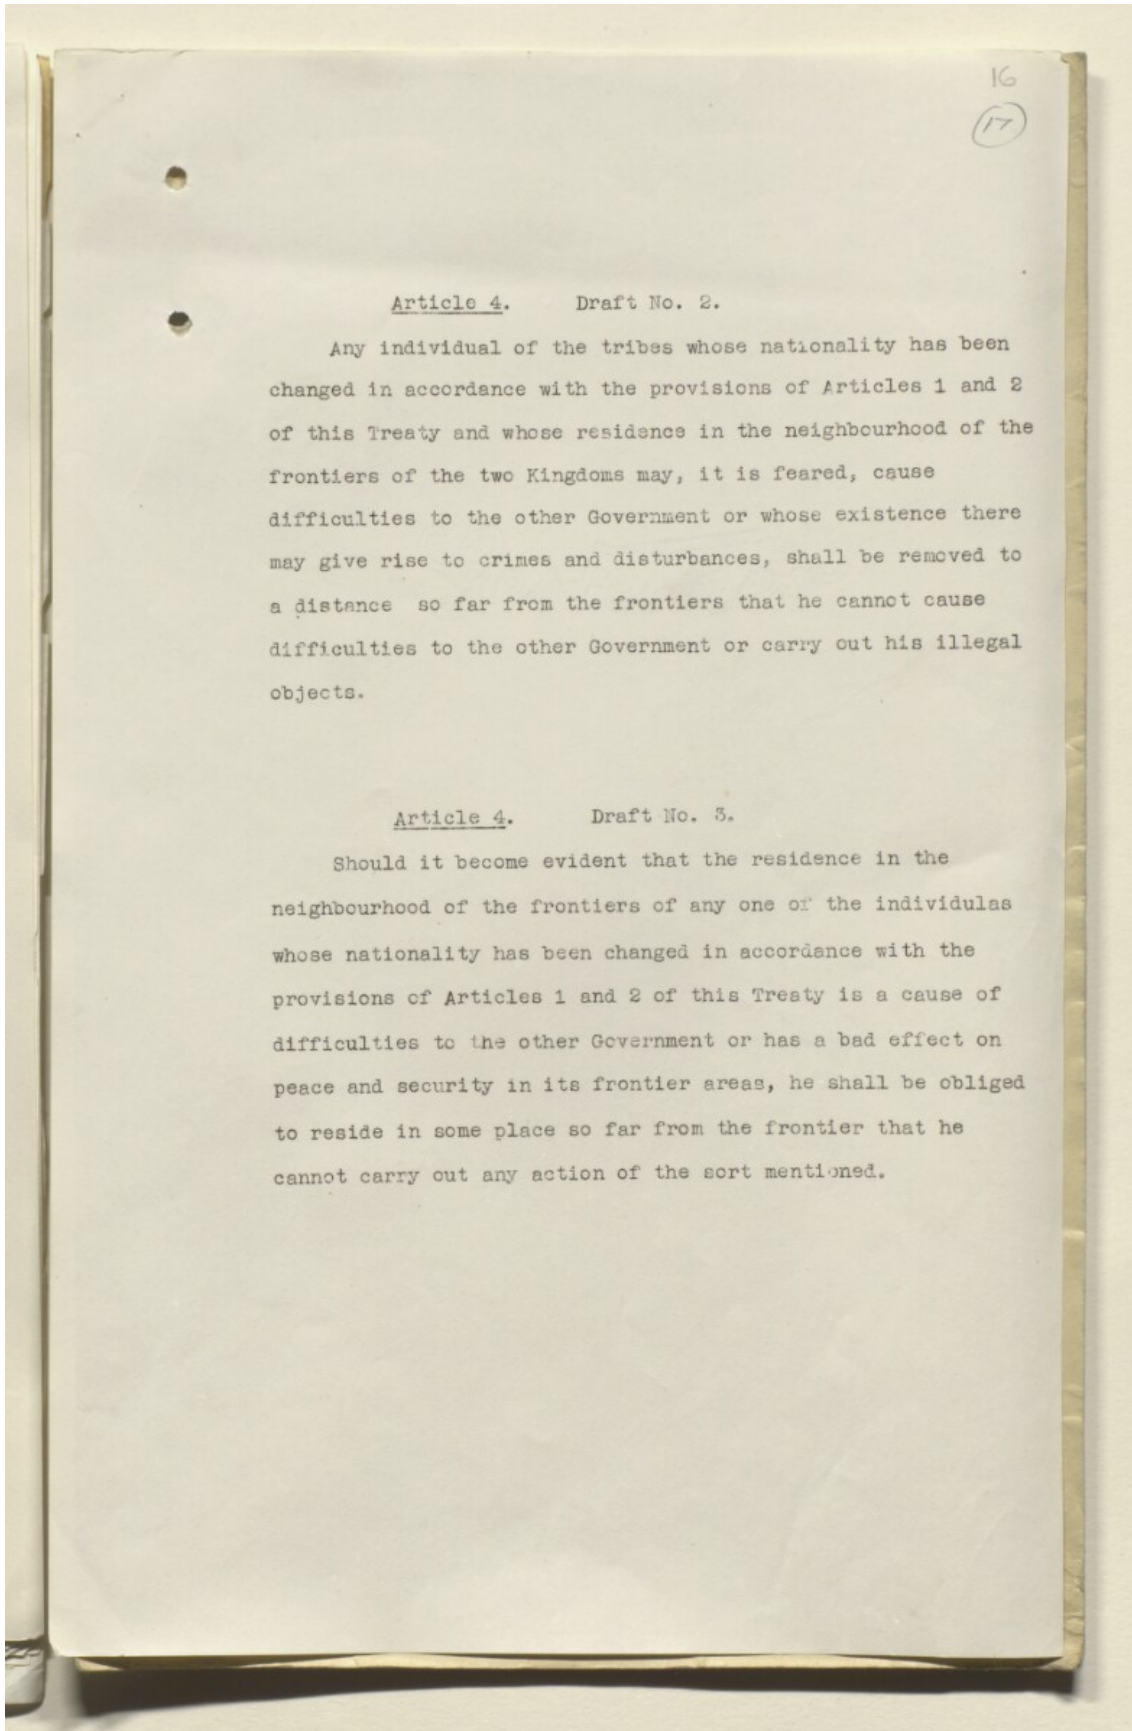 16
17
Article 4. Draft No. 2.
Any individual of the tribes whose nationality has been
changed in accordance with the provisions of Articles 1 and 2
of this Treaty and whose residence in the neighbourhood of the
frontiers of the two Kingdoms may, it is feared, cause
difficulties to the other Government or whose existence there
may give rise to crimes and disturbances, shall be removed to
a distance so far from the frontiers that he cannot cause
difficulties to the other Government or carry out his illegal
objects.
Article 4. Draft No. 3.
Should it become evident that the residence in the
neighbourhood of the frontiers of any one of the individulas
whose nationality has been changed in accordance with the
provisions of Articles 1 and 2 of this Treaty is a cause of
difficulties to the other Government or has a bad effect on
peace and security in its frontier areas, he shall be obliged
to reside in some place so far from the frontier that he
cannot carry out any action of the sort mentioned.